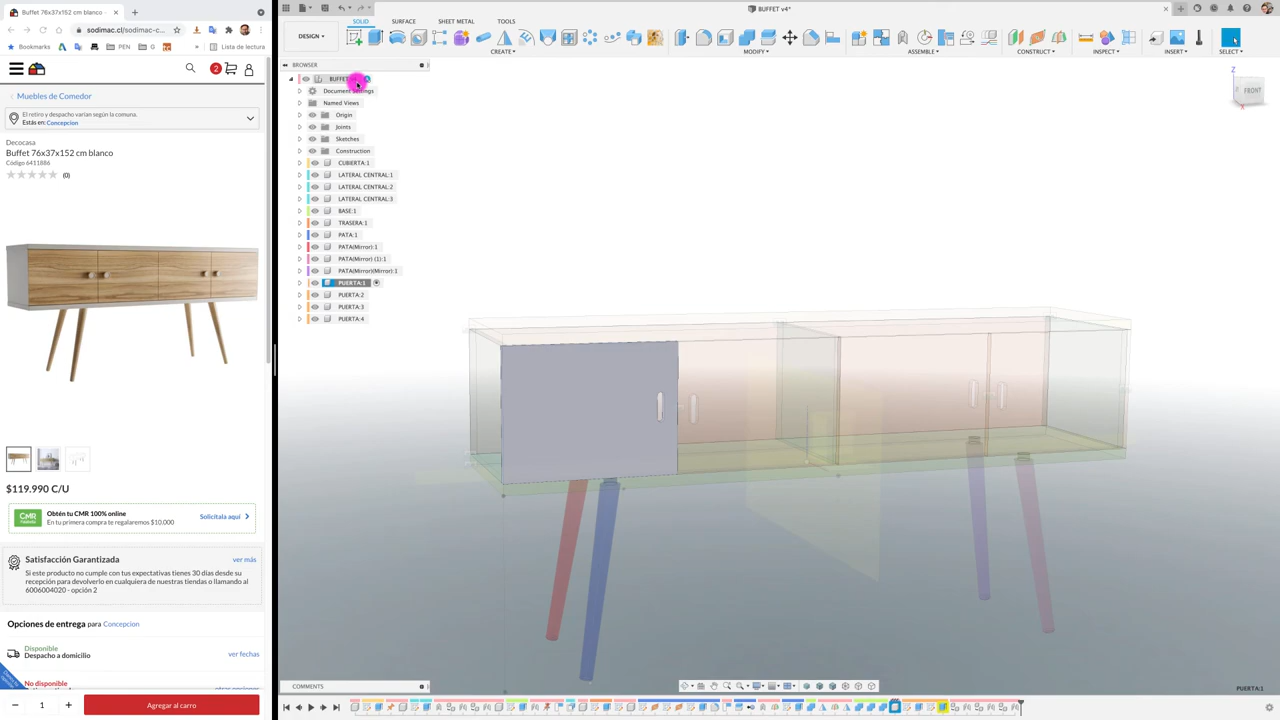 Buffet 76x37x152 cm blanco -
sodimac.cl/sodimac-c...
Bookmarks
PEN
G
Lista de lectura
2
Muebles de Comedor
El retiro y despacho varían según la comuna.
Estás en: Concepcion
Decocasa
Buffet 76x37x152 cm blanco
Código 6411886
(0)
$119.990 C/U
CMR
Obtén tu CMR 100% online
En tu primera compra te regalaremos $10.000
Solicítala aquí
Satisfacción Garantizada
ver más
Si este producto no cumple con tus expectativas tienes 30 días desde su
recepción para devolverlo en cualquiera de nuestras tiendas o llamando al
6006004020 - opción 2
Opciones de entrega para Concepcion
Disponible
Despacho a domicilio
ver fechas
No disponible
1
Agregar al carro
BUFFET v4*
DESIGN
SOLID
SURFACE
SHEET METAL
TOOLS
CREATE
MODIFY
ASSEMBLE
CONSTRUCT
INSPECT
INSERT
SELECT
BROWSER
BUFFET
Document Settings
Named Views
Origin
Joints
Sketches
Construction
CUBIERTA:1
LATERAL CENTRAL:1
LATERAL CENTRAL:2
LATERAL CENTRAL:3
BASE:1
TRASERA:1
PATA:1
PATA(Mirror):1
PATA(Mirror) (1):1
PATA(Mirror)(Mirror):1
PUERTA:1
PUERTA:2
PUERTA:3
PUERTA:4
Z
FRONT
X
COMMENTS
PUERTA:1